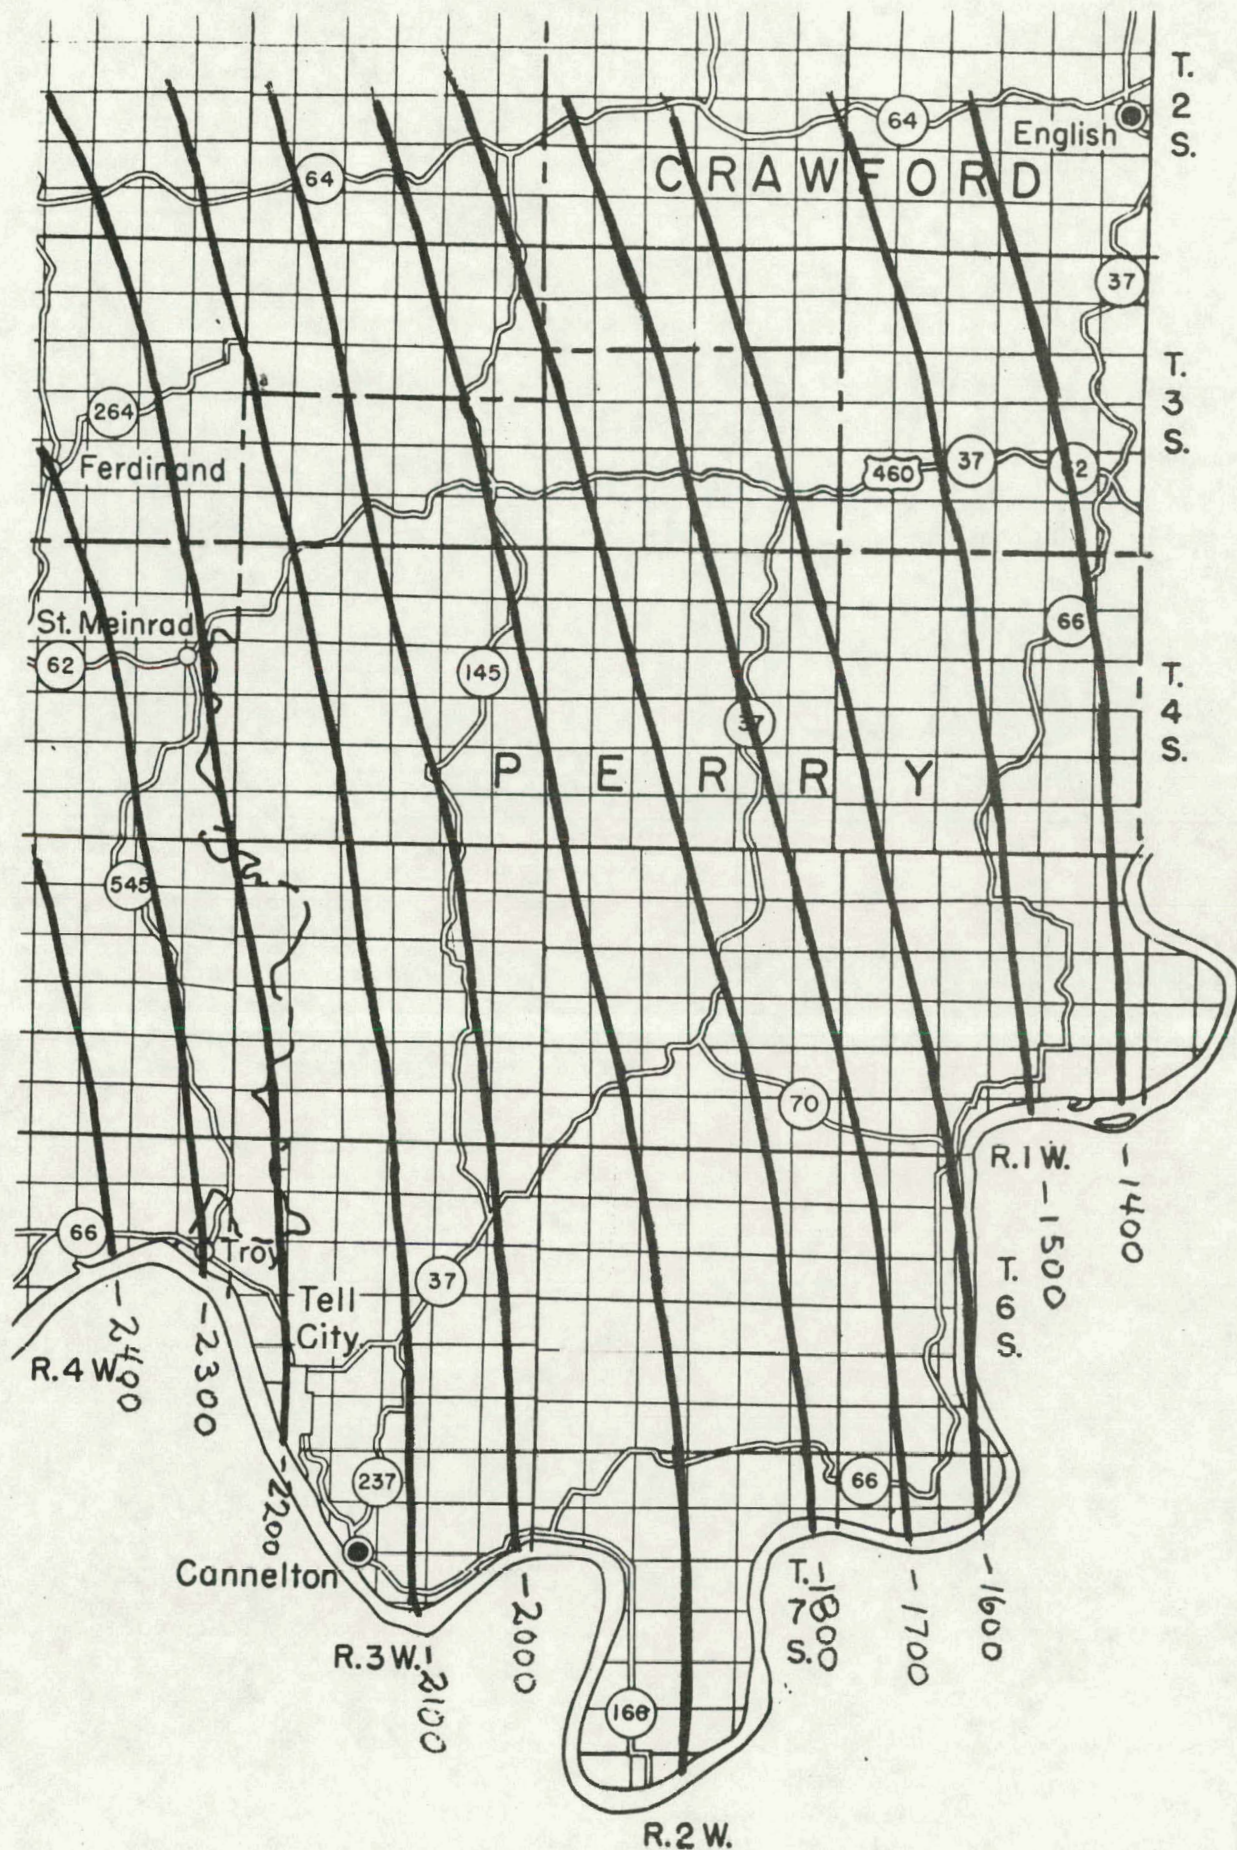 T.
2
S.
64
English
CRAWFORD
64
37
T.
3
S.
264
Ferdinand
460
37
62
St. Meinrad
62
66
145
T.
4
S.
37
PERRY
545
70
R.1 W.
-1400
-1500
66
Troy
T.
6
S.
37
Tell
City
-2400
-2300
R.4 W.
237
66
-2200
Cannelton
-2000
T.
7
S.
-1800
-1700
-1600
R.3 W.
-2100
166
R.2 W.